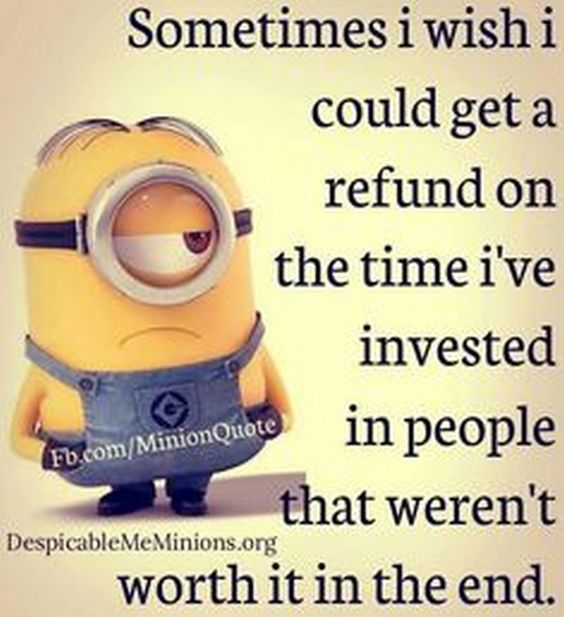 Sometimes i wish i
could get a
refund on
the time i've
invested
in people
that weren't
worth it in the end.
Fb.com/MinionQuote
DespicableMeMinions.org